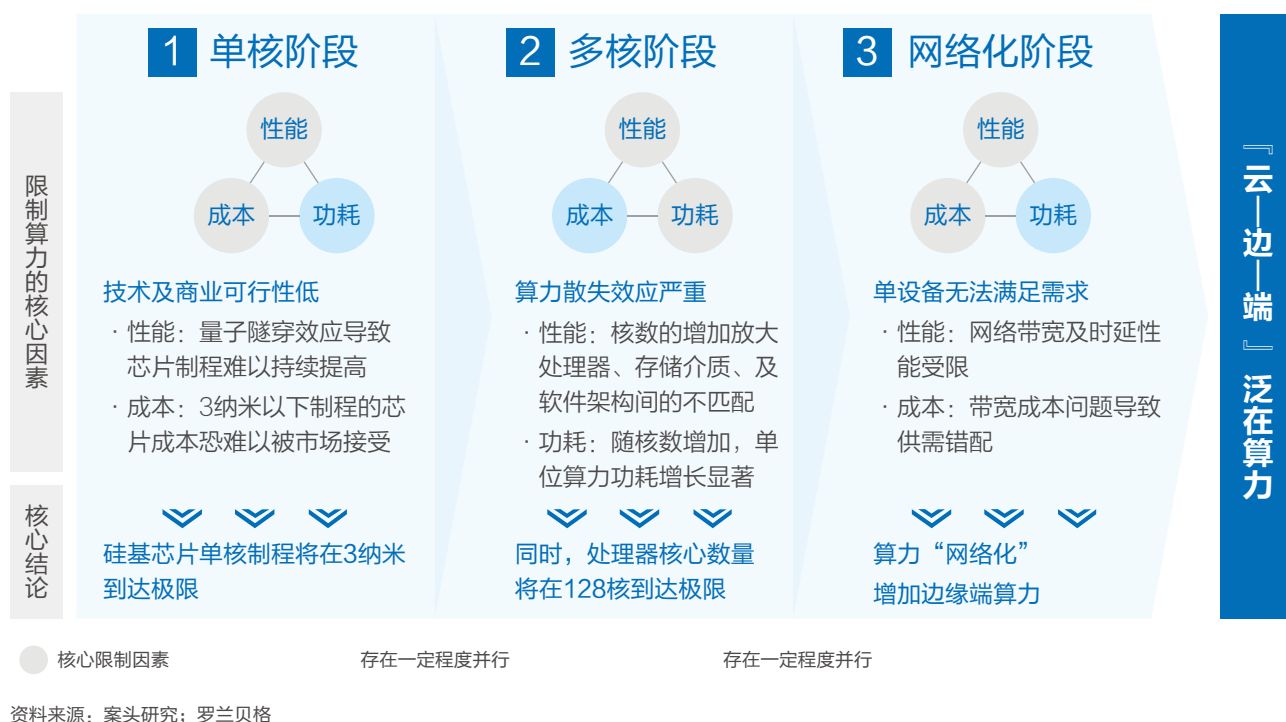 1 单核阶段
2 多核阶段
3 网络化阶段
限制算力的核心因素
性能
成本
功耗
技术及商业可行性低
· 性能：量子隧穿效应导致
芯片制程难以持续提高
· 成本：3纳米以下制程的芯
片成本恐难以被市场接受
性能
成本
功耗
算力散失效应严重
· 性能：核数的增加放大
处理器、存储介质、及
软件架构间的不匹配
· 功耗：随核数增加，单
位算力功耗增长显著
性能
成本
功耗
单设备无法满足需求
· 性能：网络带宽及时延性
能受限
· 成本：带宽成本问题导致
供需错配
核心结论
硅基芯片单核制程将在3纳米
到达极限
同时，处理器核心数量
将在128核到达极限
算力“网络化”
增加边缘端算力
『云—边—端』泛在算力
核心限制因素
存在一定程度并行
存在一定程度并行
资料来源：案头研究；罗兰贝格